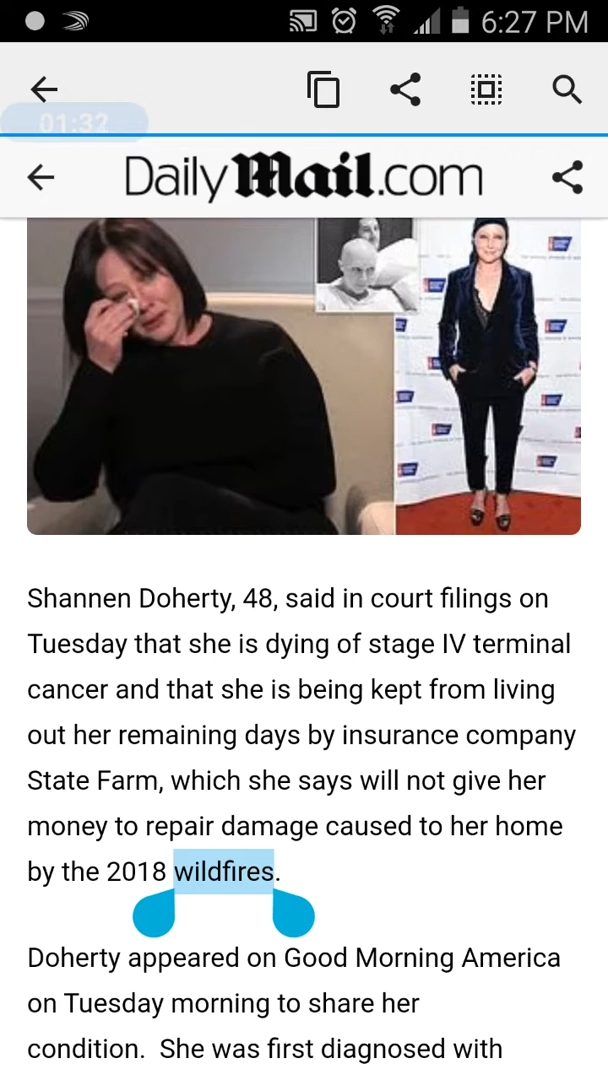 6:27 PM
01:32
DailyMail.com
Shannen Doherty, 48, said in court filings on
Tuesday that she is dying of stage IV terminal
cancer and that she is being kept from living
out her remaining days by insurance company
State Farm, which she says will not give her
money to repair damage caused to her home
by the 2018 wildfires.
Doherty appeared on Good Morning America
on Tuesday morning to share her
condition.  She was first diagnosed with